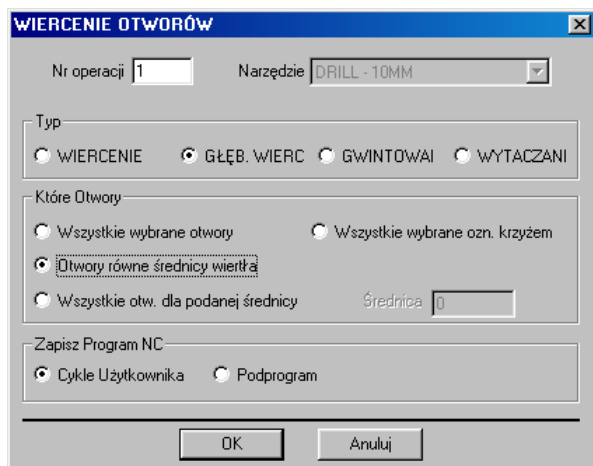 WIERCENIE OTWORÓW
Nr operacji 1 Narzędzie DRILL - 10MM
Typ
WIERCENIE GŁĘB. WIERC GWINTOWAI WYTACZANI
Które Otwory
Wszystkie wybrane otwory Wszystkie wybrane ozn. krzyżem
Otwory równe średnicy wiertła
Wszystkie otw. dla podanej średnicy Średnica 0
Zapisz Program NC
Cykle Użytkownika Podprogram
OK Anuluj